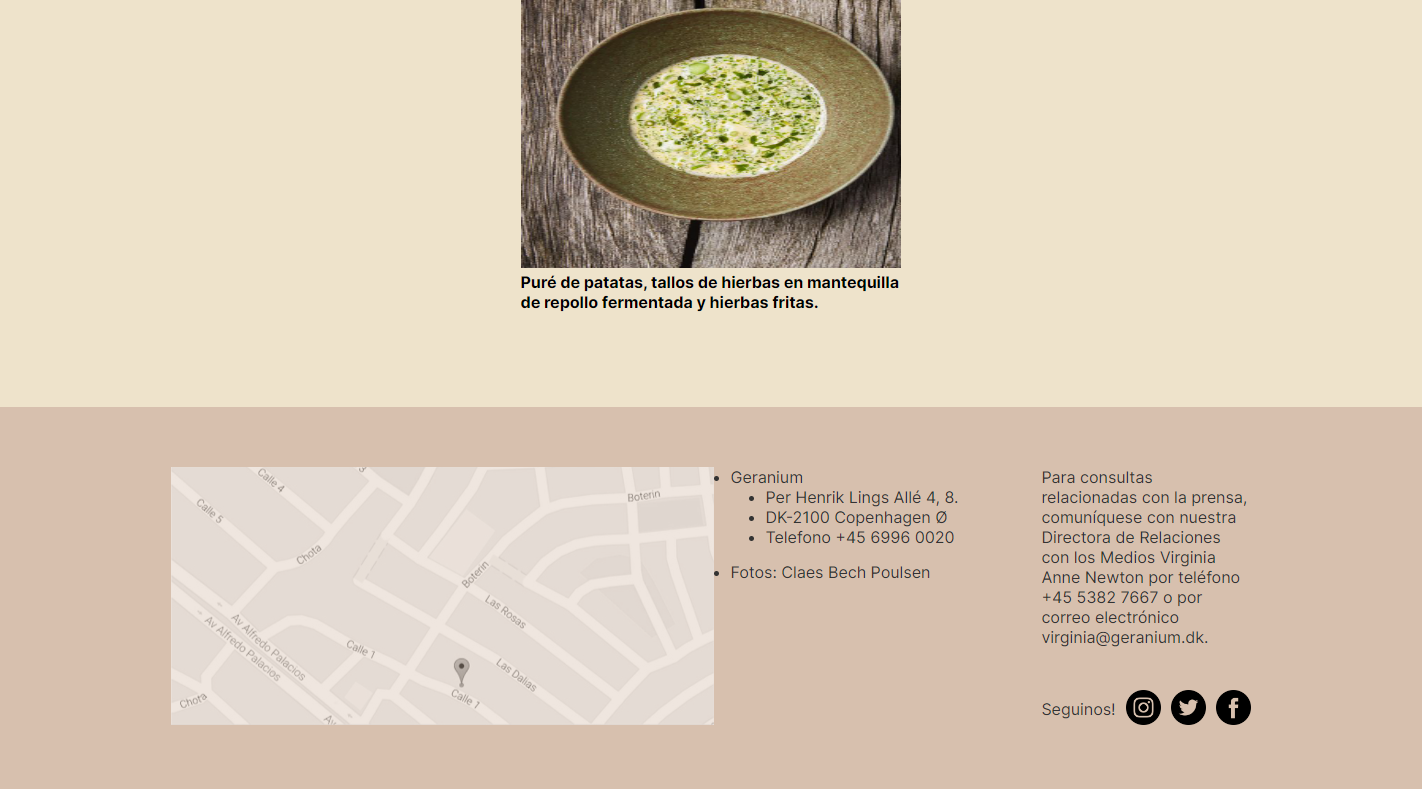 Puré de patatas, tallos de hierbas en mantequilla
de repollo fermentada y hierbas fritas.
Calle 4
Calle 5
Boterin
Chota
Boterin
Las Rosas
Av Alfredo Palacios
Av Alfredo Palacios
Calle 1
Las Dalias
Calle 1
Chota
Av
Geranium
Per Henrik Lings Allé 4, 8.
DK-2100 Copenhagen Ø
Telefono +45 6996 0020
Fotos: Claes Bech Poulsen
Para consultas
relacionadas con la prensa,
comuníquese con nuestra
Directora de Relaciones
con los Medios Virginia
Anne Newton por teléfono
+45 5382 7667 o por
correo electrónico
virginia@geranium.dk.
Seguinos!